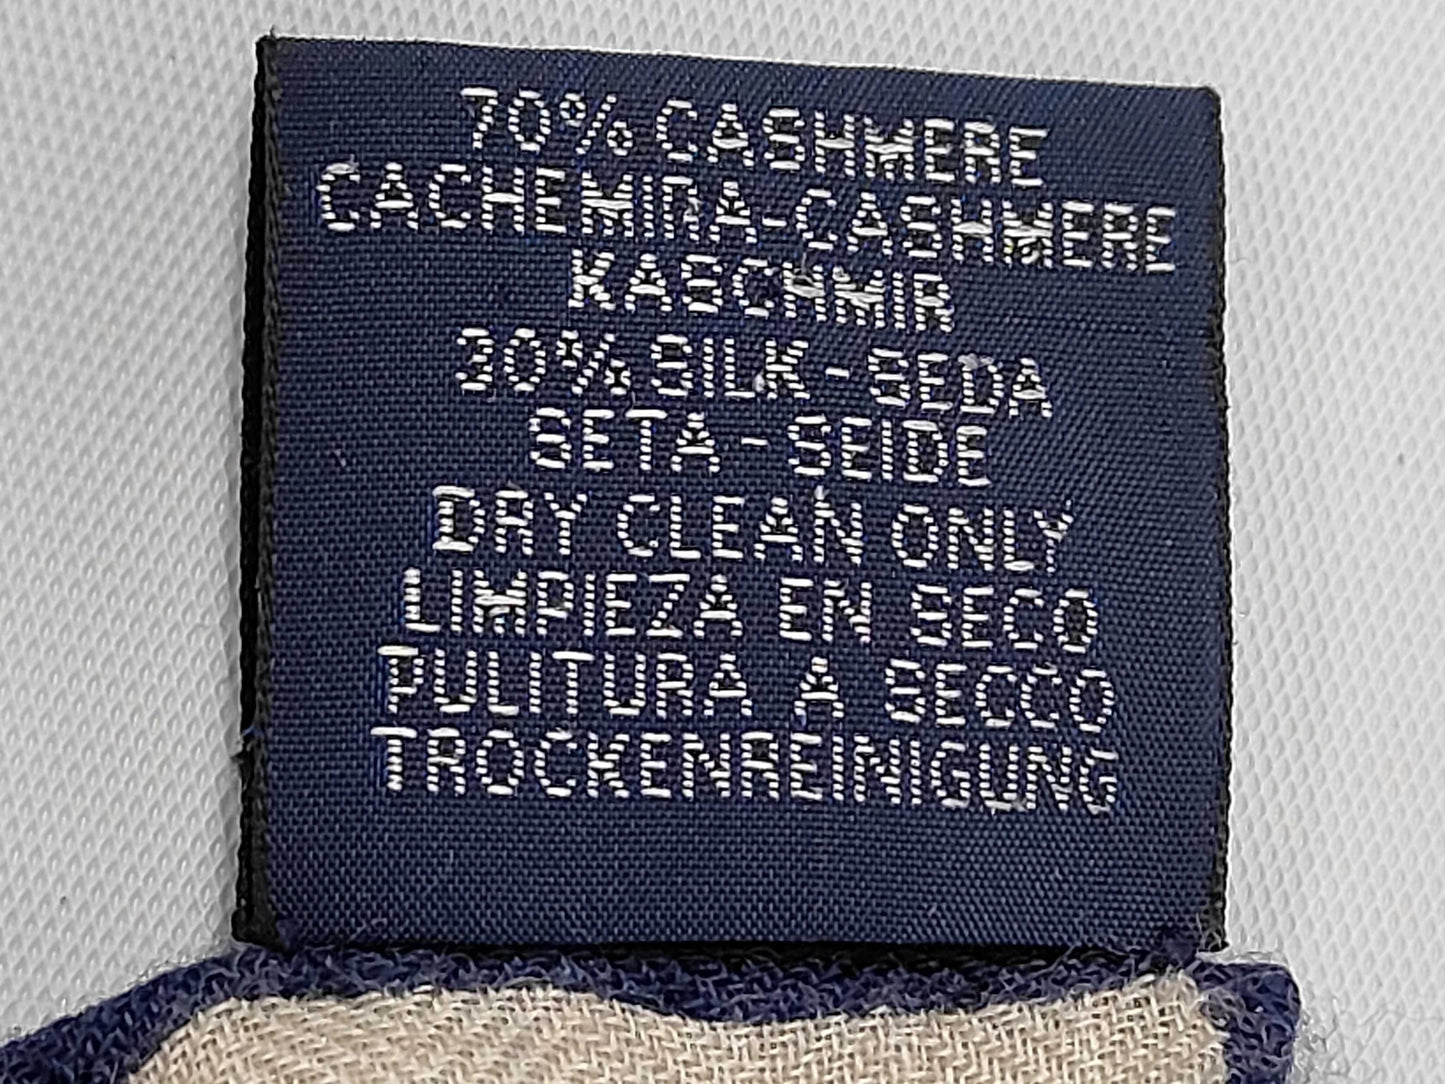 70% CASHMERE
CACHEMIRA-CASHMERE
KASCHMIR
30% SILK - SEDA
SETA - SEIDE
DRY CLEAN ONLY
LIMPIEZA EN SECO
PULITURA A SECCO
TROCKENREINIGUNG